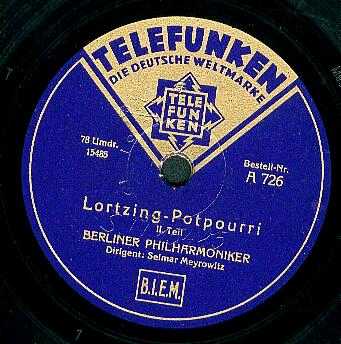 TELEFUNKEN
DIE DEUTSCHE WELTMARKE
TELE
FUN
KEN
78 Umdr.
15485
Bestell-Nr.
A 726
Lortzing-Potpourri
II. Teil
BERLINER PHILHARMONIKER
Dirigent: Selmar Meyrowitz
B.I.E.M.